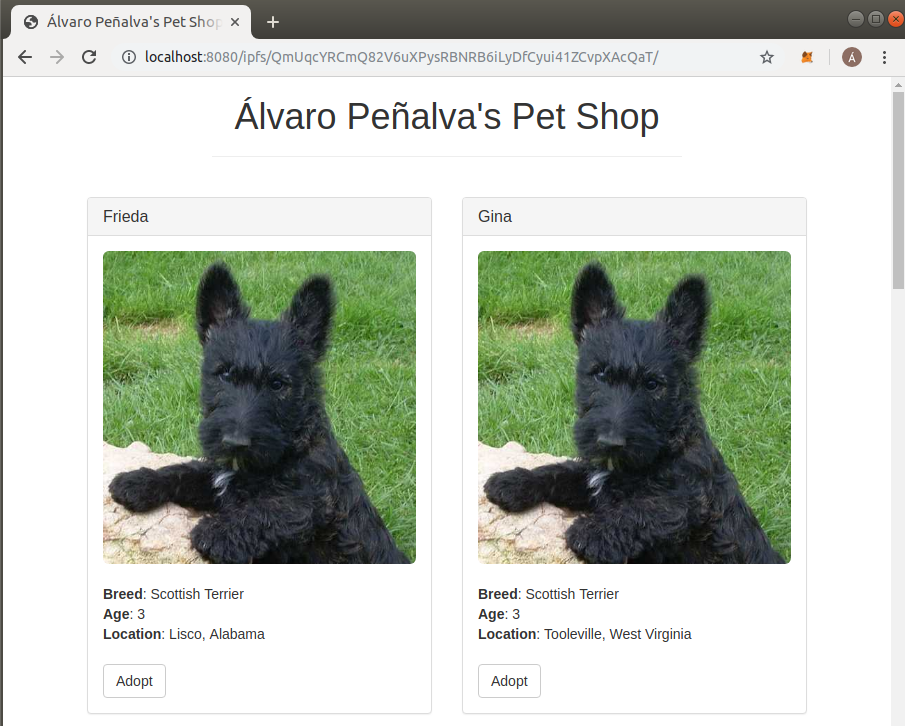 Álvaro Peñalva's Pet Shop
localhost:8080/ipfs/QmUqcYRCmQ82V6uXPysRBNRB6iLyDfCyui41ZCvpXAcQaT/
Á
Álvaro Peñalva's Pet Shop
Frieda
Breed: Scottish Terrier
Age: 3
Location: Lisco, Alabama
Adopt
Gina
Breed: Scottish Terrier
Age: 3
Location: Tooleville, West Virginia
Adopt